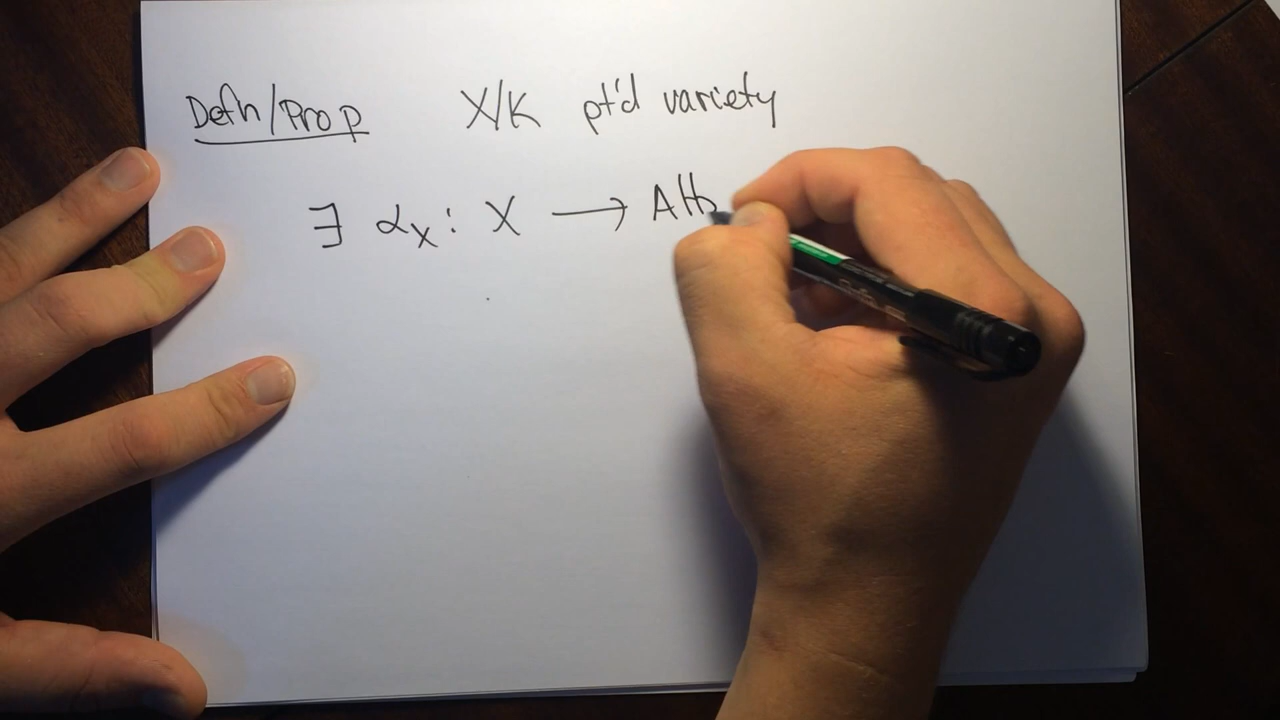 Defn/Prop X/K pt'd variety
∃ α_X : X ⟶ Alb